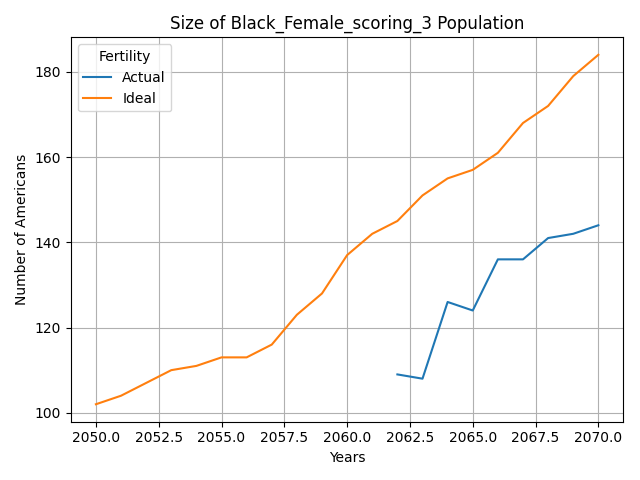 Size of Black_Female_scoring_3 Population
Fertility
Actual
Ideal
Number of Americans
180
160
140
120
100
2050.0 2052.5 2055.0 2057.5 2060.0 2062.5 2065.0 2067.5 2070.0
Years